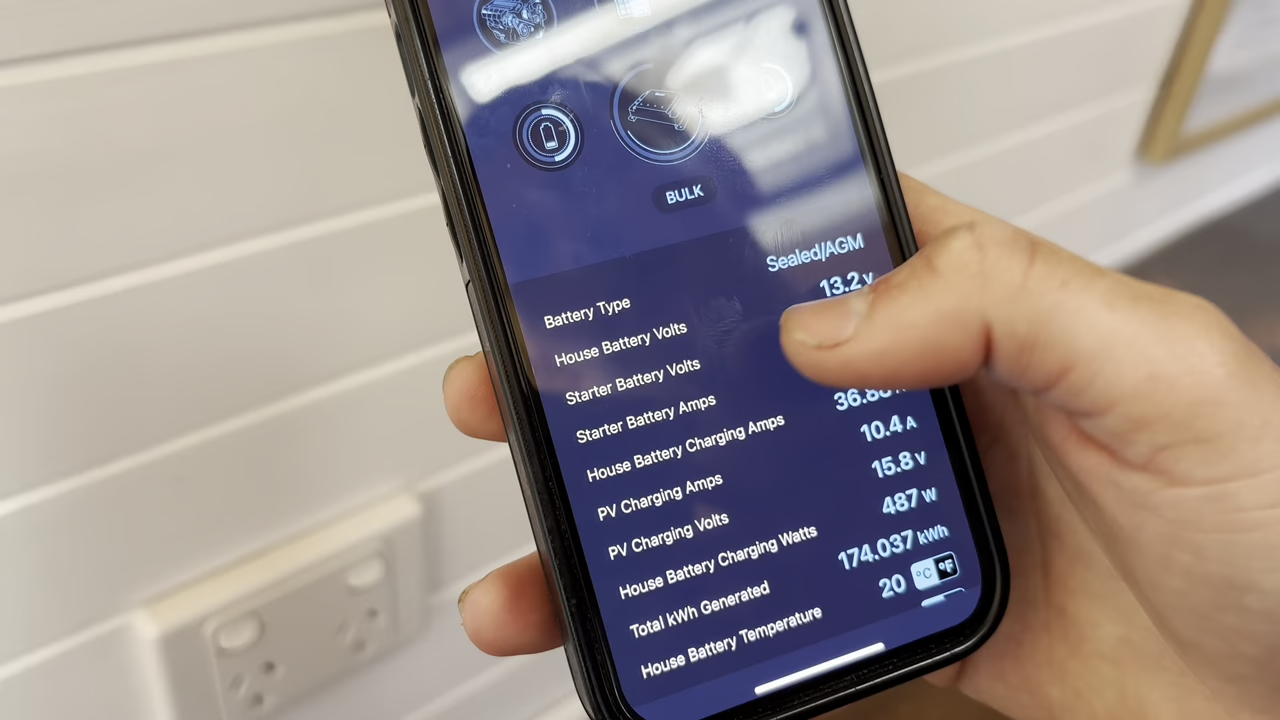 BULK
Battery Type Sealed/AGM
House Battery Volts 13.2 V
Starter Battery Volts
Starter Battery Amps
House Battery Charging Amps
PV Charging Amps 10.4 A
PV Charging Volts 15.8 V
House Battery Charging Watts 487 W
Total kWh Generated 174.037 kWh
House Battery Temperature 20 °C °F